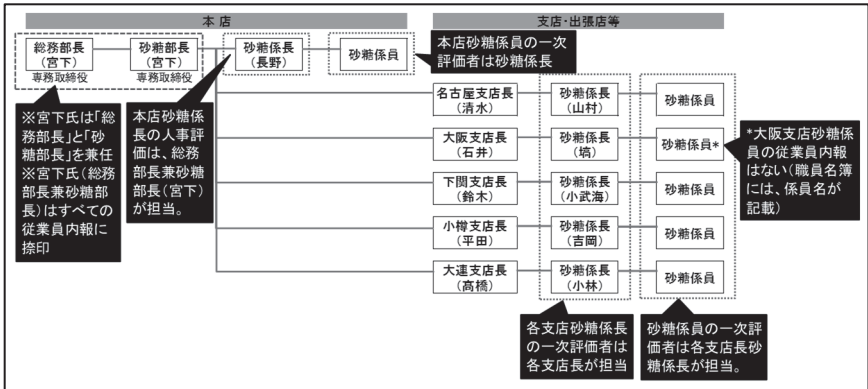 本 店
支店・出張店等
総務部長
（宮下）
専務取締役
砂糖部長
（宮下）
専務取締役
砂糖係長
（長野）
砂糖係員
本店砂糖係員の一次
評価者は砂糖係長
※宮下氏は「総
務部長」と「砂
糖部長」を兼任
※宮下氏（総務
部長兼砂糖部
長）はすべての
従業員内報に
捺印
本店砂糖係
長の人事評
価は、総務
部長兼砂糖
部長（宮下）
が担当。
名古屋支店長
（清水）
砂糖係長
（山村）
砂糖係員
大阪支店長
（石井）
砂糖係長
（塙）
砂糖係員*
*大阪支店砂糖係
員の従業員内報
はない（職員名簿
には、係員名が
記載）
下関支店長
（鈴木）
砂糖係長
（小武海）
砂糖係員
小樽支店長
（平田）
砂糖係長
（吉岡）
砂糖係員
大連支店長
（高橋）
砂糖係長
（小林）
砂糖係員
各支店砂糖係長
の一次評価者は
各支店長が担当
砂糖係員の一次評
価者は各支店長砂
糖係長が担当。